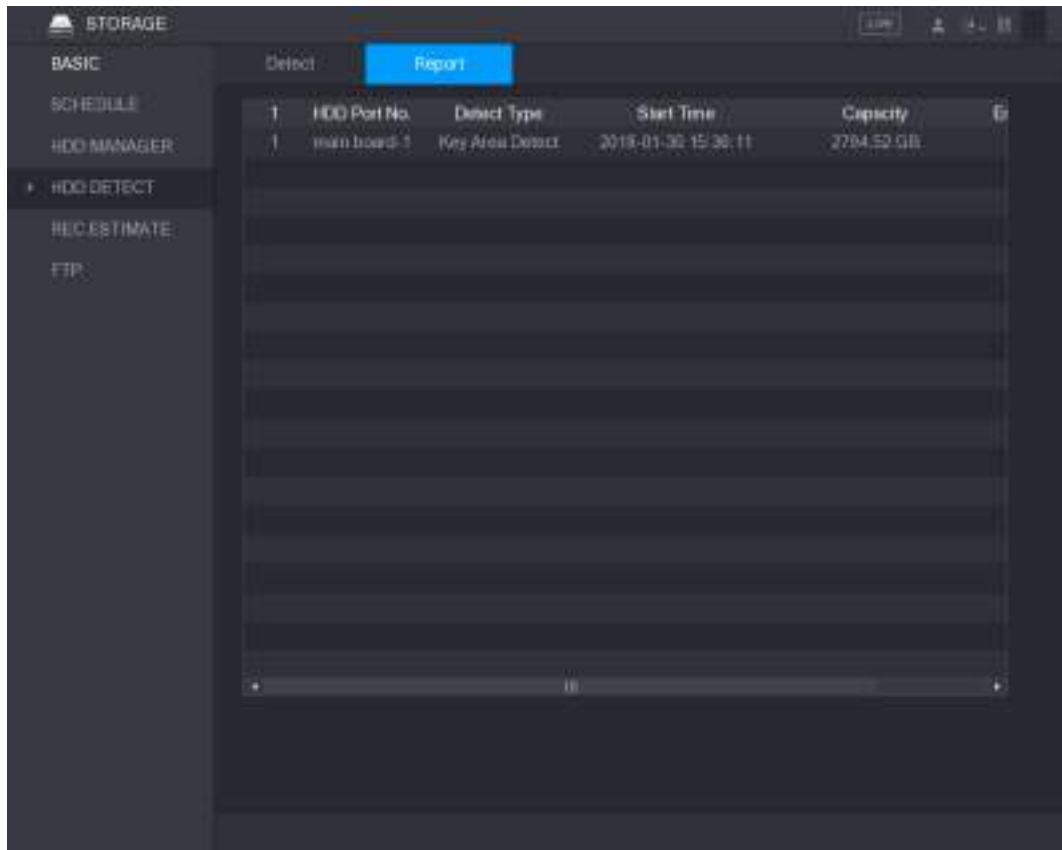 STORAGE LIVE
BASIC
Detect Report
SCHEDULE
1 HDD Port No. Detect Type Start Time Capacity
HDD MANAGER
1 main board-1 Key Area Detect 2018-01-30 15:36:11 2794.52 GB
HDD DETECT
REC ESTIMATE
FTP